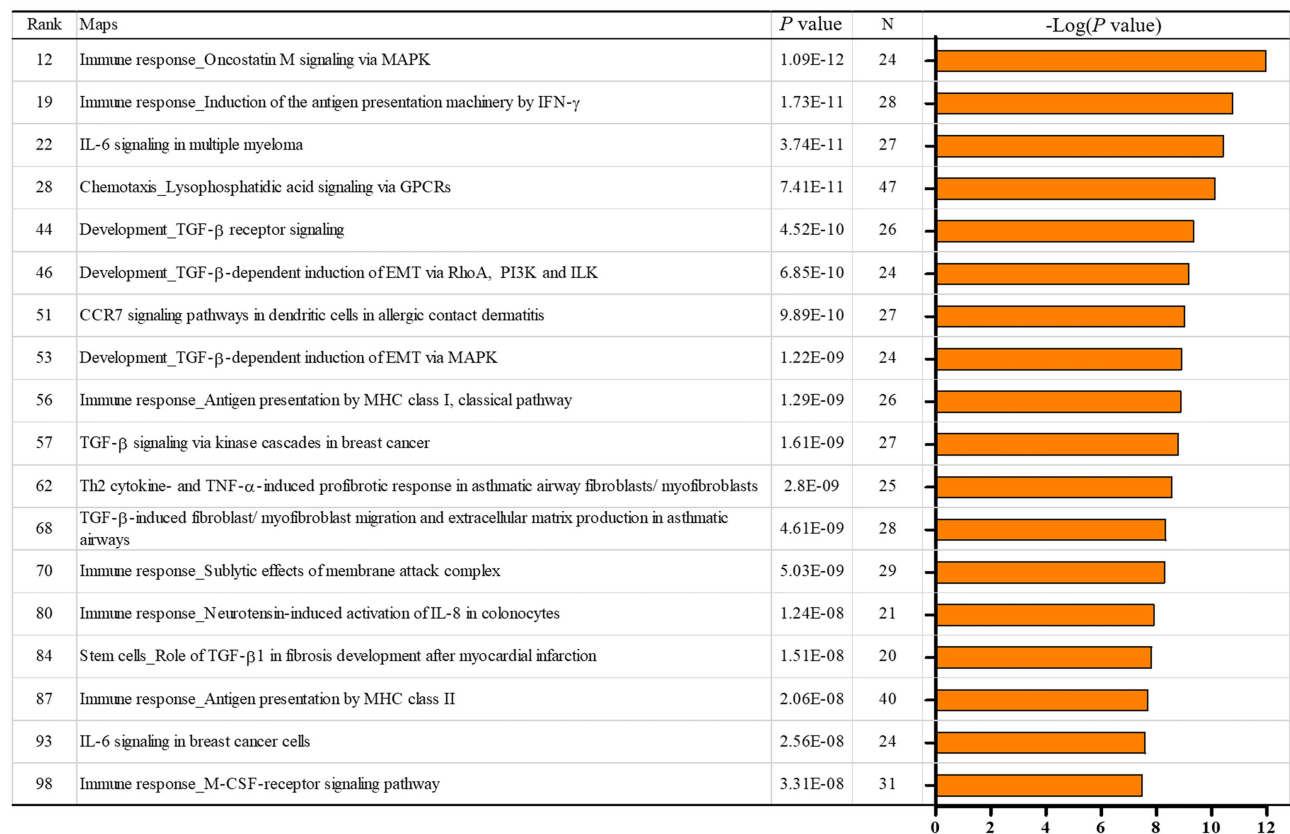 Rank Maps P value N -Log(P value)
12 Immune response_Oncostatin M signaling via MAPK 1.09E-12 24
19 Immune response_Induction of the antigen presentation machinery by IFN-γ 1.73E-11 28
22 IL-6 signaling in multiple myeloma 3.74E-11 27
28 Chemotaxis_Lysophosphatidic acid signaling via GPCRs 7.41E-11 47
44 Development_TGF-β receptor signaling 4.52E-10 26
46 Development_TGF-β-dependent induction of EMT via RhoA, PI3K and ILK 6.85E-10 24
51 CCR7 signaling pathways in dendritic cells in allergic contact dermatitis 9.89E-10 27
53 Development_TGF-β-dependent induction of EMT via MAPK 1.22E-09 24
56 Immune response_Antigen presentation by MHC class I, classical pathway 1.29E-09 26
57 TGF-β signaling via kinase cascades in breast cancer 1.61E-09 27
62 Th2 cytokine- and TNF-α-induced profibrotic response in asthmatic airway fibroblasts/ myofibroblasts 2.8E-09 25
68 TGF-β-induced fibroblast/ myofibroblast migration and extracellular matrix production in asthmatic
airways 4.61E-09 28
70 Immune response_Sublytic effects of membrane attack complex 5.03E-09 29
80 Immune response_Neurotensin-induced activation of IL-8 in colonocytes 1.24E-08 21
84 Stem cells_Role of TGF-β1 in fibrosis development after myocardial infarction 1.51E-08 20
87 Immune response_Antigen presentation by MHC class II 2.06E-08 40
93 IL-6 signaling in breast cancer cells 2.56E-08 24
98 Immune response_M-CSF-receptor signaling pathway 3.31E-08 31
0 2 4 6 8 10 12